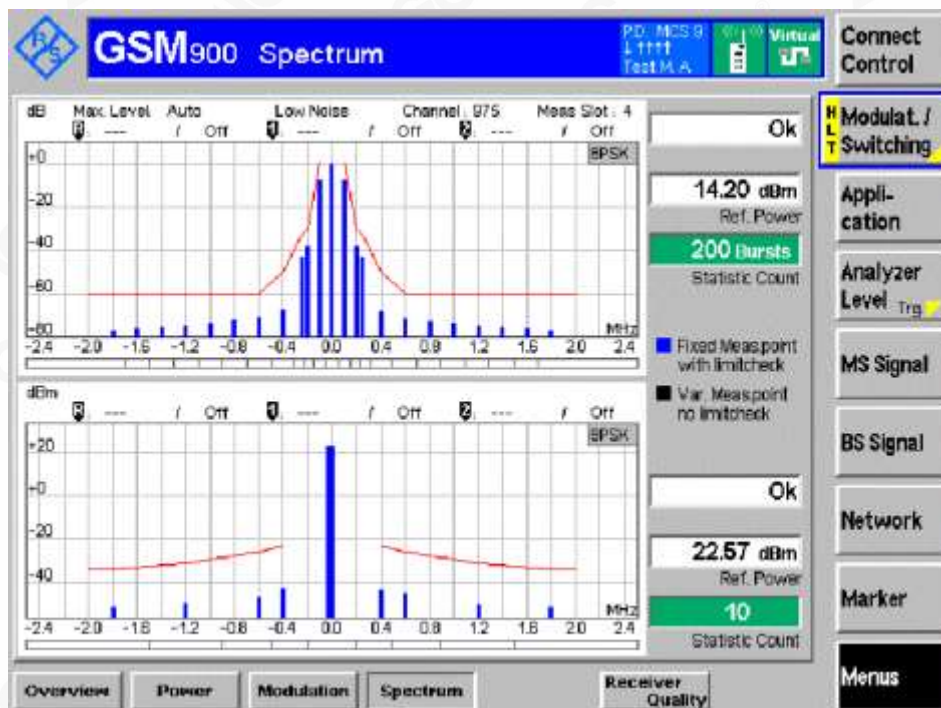 R S
GSM900 Spectrum
P.D. MCS 9
Test M. A.
Virtual
Connect Control
HLT
Modulat. / Switching
Appli-cation
Analyzer Level Trg.
MS Signal
BS Signal
Network
Marker
Menus
dB Max. Level Auto Low Noise Channel: 975 Meas Slot: 4
R: --- / Off 1: --- / Off 2: --- / Off
8PSK
+0
-20
-40
-60
-80
MHz
-2.4 -2.0 -1.6 -1.2 -0.8 -0.4 0.0 0.4 0.8 1.2 1.6 2.0 2.4
Ok
14.20 dBm
Ref. Power
200 Bursts
Statistic Count
Fixed Meas.point
with limitcheck
Var. Meas.point
no limitcheck
dBm
R: --- / Off 1: --- / Off 2: --- / Off
8PSK
+20
+0
-20
-40
MHz
-2.4 -2.0 -1.6 -1.2 -0.8 -0.4 0.0 0.4 0.8 1.2 1.6 2.0 2.4
Ok
22.57 dBm
Ref. Power
10
Statistic Count
Overview
Power
Modulation
Spectrum
Receiver Quality